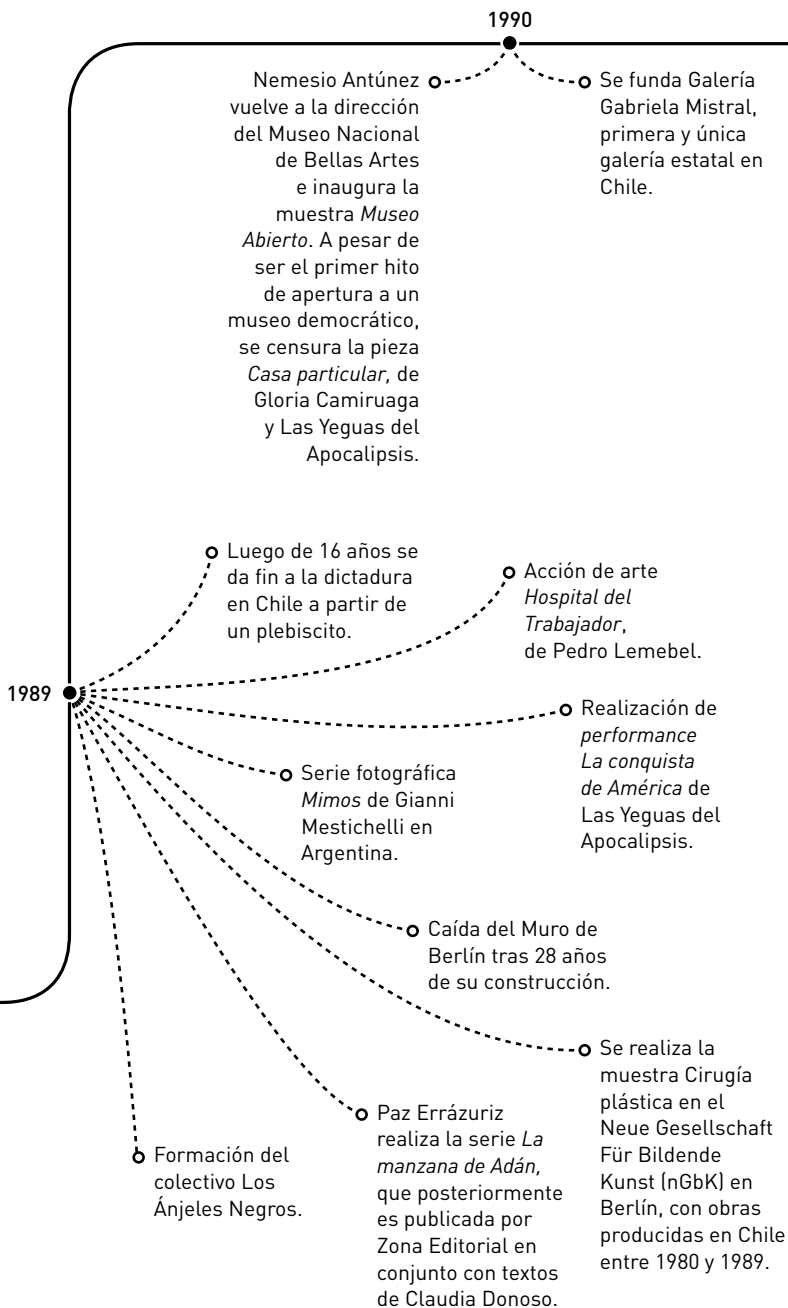 1990
Nemesio Antúnez
vuelve a la dirección
del Museo Nacional
de Bellas Artes
e inaugura la
muestra Museo
Abierto. A pesar de
ser el primer hito
de apertura a un
museo democrático,
se censura la pieza
Casa particular, de
Gloria Camiruaga
y Las Yeguas del
Apocalipsis.
Se funda Galería
Gabriela Mistral,
primera y única
galería estatal en
Chile.
1989
Luego de 16 años se
da fin a la dictadura
en Chile a partir de
un plebiscito.
Acción de arte
Hospital del
Trabajador,
de Pedro Lemebel.
Realización de
performance
La conquista
de América de
Las Yeguas del
Apocalipsis.
Serie fotográfica
Mimos de Gianni
Mestichelli en
Argentina.
Caída del Muro de
Berlín tras 28 años
de su construcción.
Se realiza la
muestra Cirugía
plástica en el
Neue Gesellschaft
Für Bildende
Kunst (nGbK) en
Berlín, con obras
producidas en Chile
entre 1980 y 1989.
Paz Errázuriz
realiza la serie La
manzana de Adán,
que posteriormente
es publicada por
Zona Editorial en
conjunto con textos
de Claudia Donoso.
Formación del
colectivo Los
Ánjeles Negros.